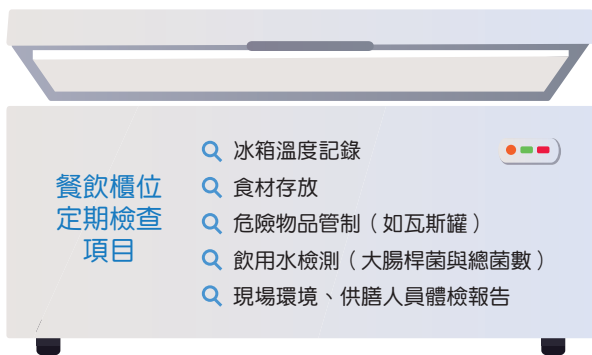 餐飲櫃位
定期檢查
項目
冰箱溫度記錄
食材存放
危險物品管制（如瓦斯罐）
飲用水檢測（大腸桿菌與總菌數）
現場環境、供膳人員體檢報告